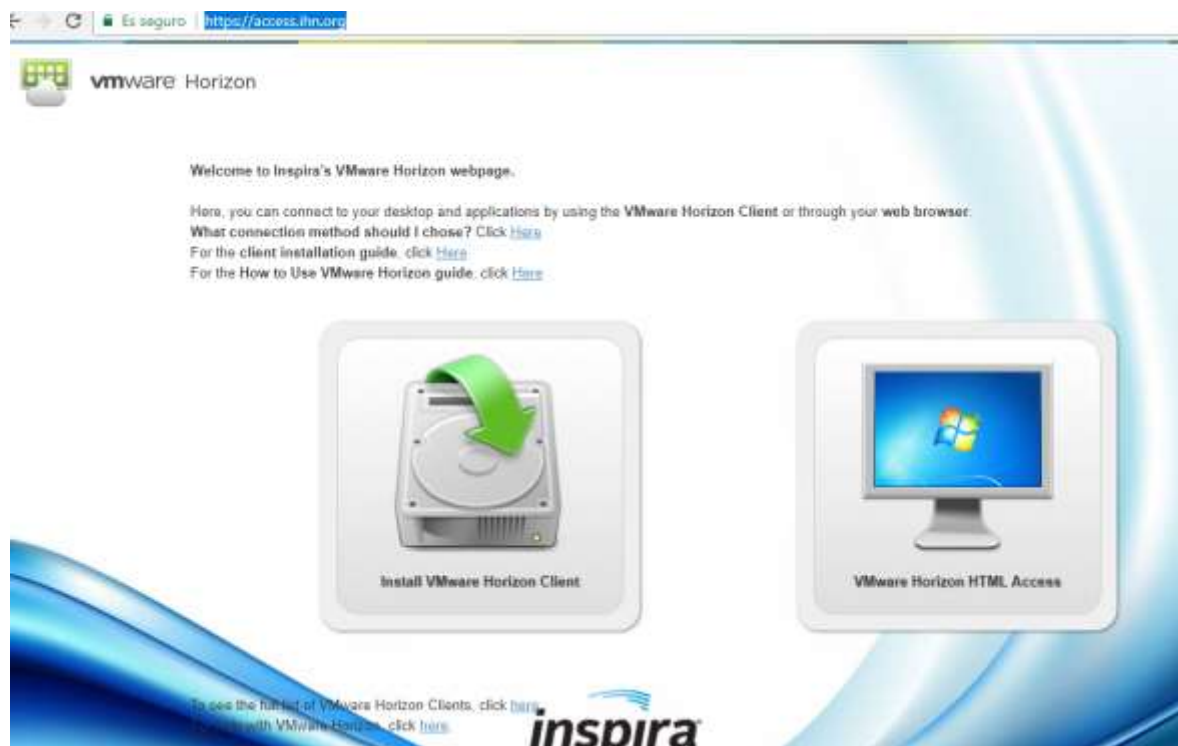 Es seguro | https://access.ihn.org
vmware Horizon
Welcome to Inspira's VMware Horizon webpage.
Here, you can connect to your desktop and applications by using the VMware Horizon Client or through your web browser.
What connection method should I chose? Click Here
For the client installation guide, click Here
For the How to Use VMware Horizon guide, click Here
Install VMware Horizon Client
VMware Horizon HTML Access
To see the full list of VMware Horizon Clients, click here.
with VMware Horizon, click here.
inspira